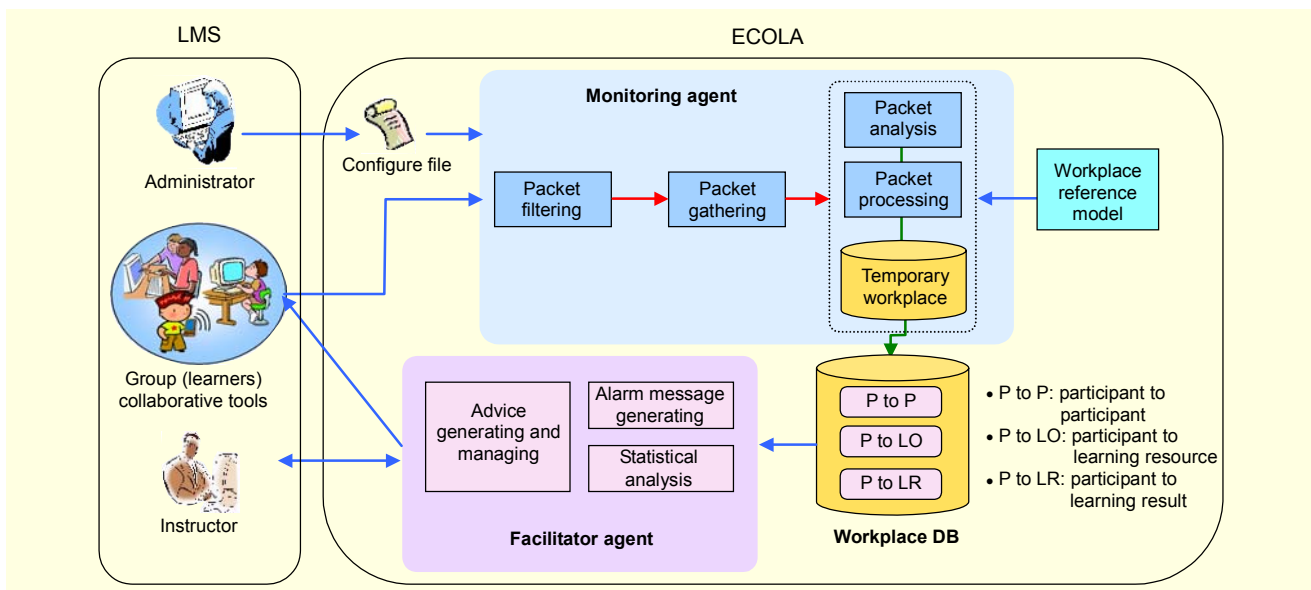 LMS
ECOLA
Administrator
Group (learners)
collaborative tools
Instructor
Configure file
Monitoring agent
Packet
filtering
Packet
gathering
Packet
analysis
Packet
processing
Temporary
workplace
Workplace
reference
model
Advice
generating and
managing
Alarm message
generating
Statistical
analysis
Facilitator agent
P to P
P to LO
P to LR
Workplace DB
• P to P: participant to
participant
• P to LO: participant to
learning resource
• P to LR: participant to
learning result